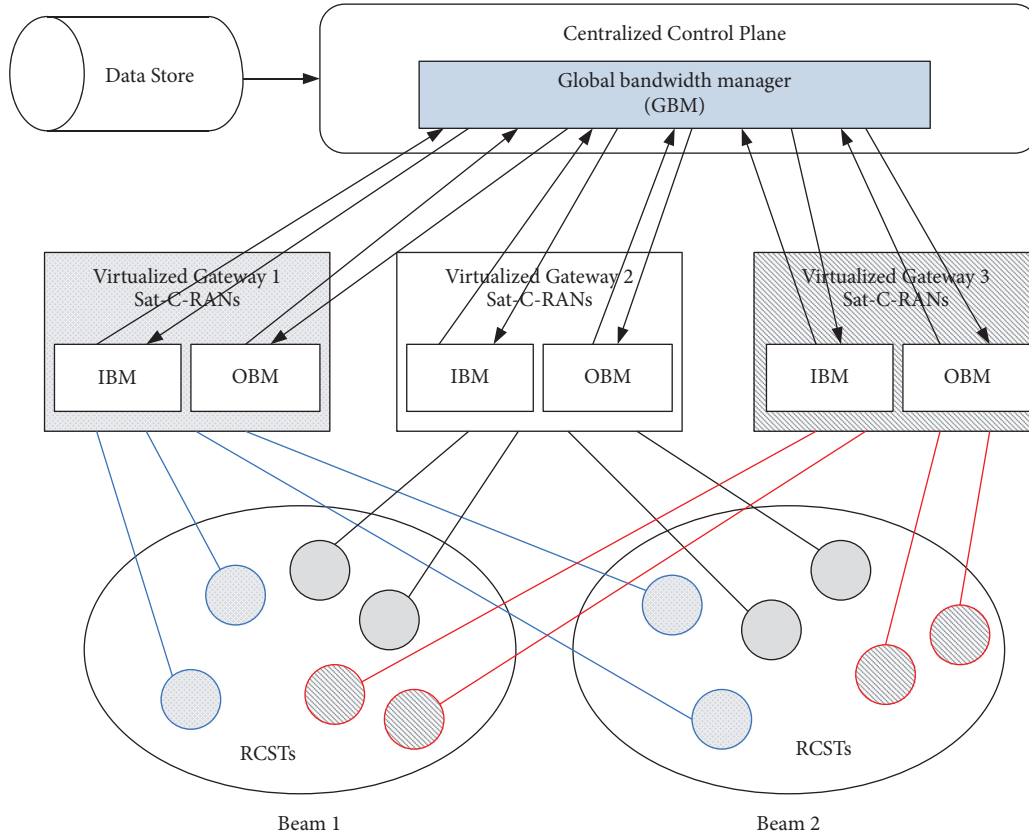 Centralized Control Plane
Data Store
Global bandwidth manager
(GBM)
Virtualized Gateway 1
Sat-C-RANs
Virtualized Gateway 2
Sat-C-RANs
Virtualized Gateway 3
Sat-C-RANs
IBM
OBM
IBM
OBM
IBM
OBM
RCSTs
RCSTs
Beam 1
Beam 2